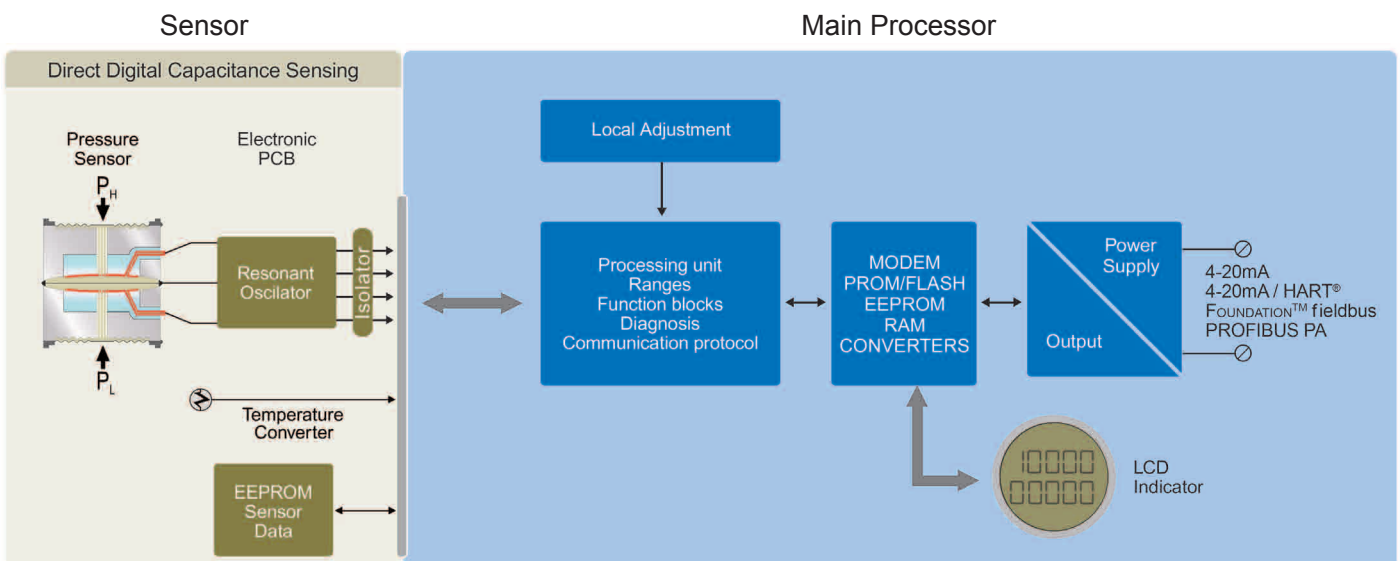 Sensor
Main Processor
Direct Digital Capacitance Sensing
Pressure
Sensor
Electronic
PCB
PH
PL
Resonant
Oscilator
Isolator
Temperature
Converter
EEPROM
Sensor
Data
Local Adjustment
Processing unit
Ranges
Function blocks
Diagnosis
Communication protocol
MODEM
PROM/FLASH
EEPROM
RAM
CONVERTERS
Power
Supply
Output
4-20mA
4-20mA / HART®
FOUNDATION™ fieldbus
PROFIBUS PA
10000
00000
LCD
Indicator